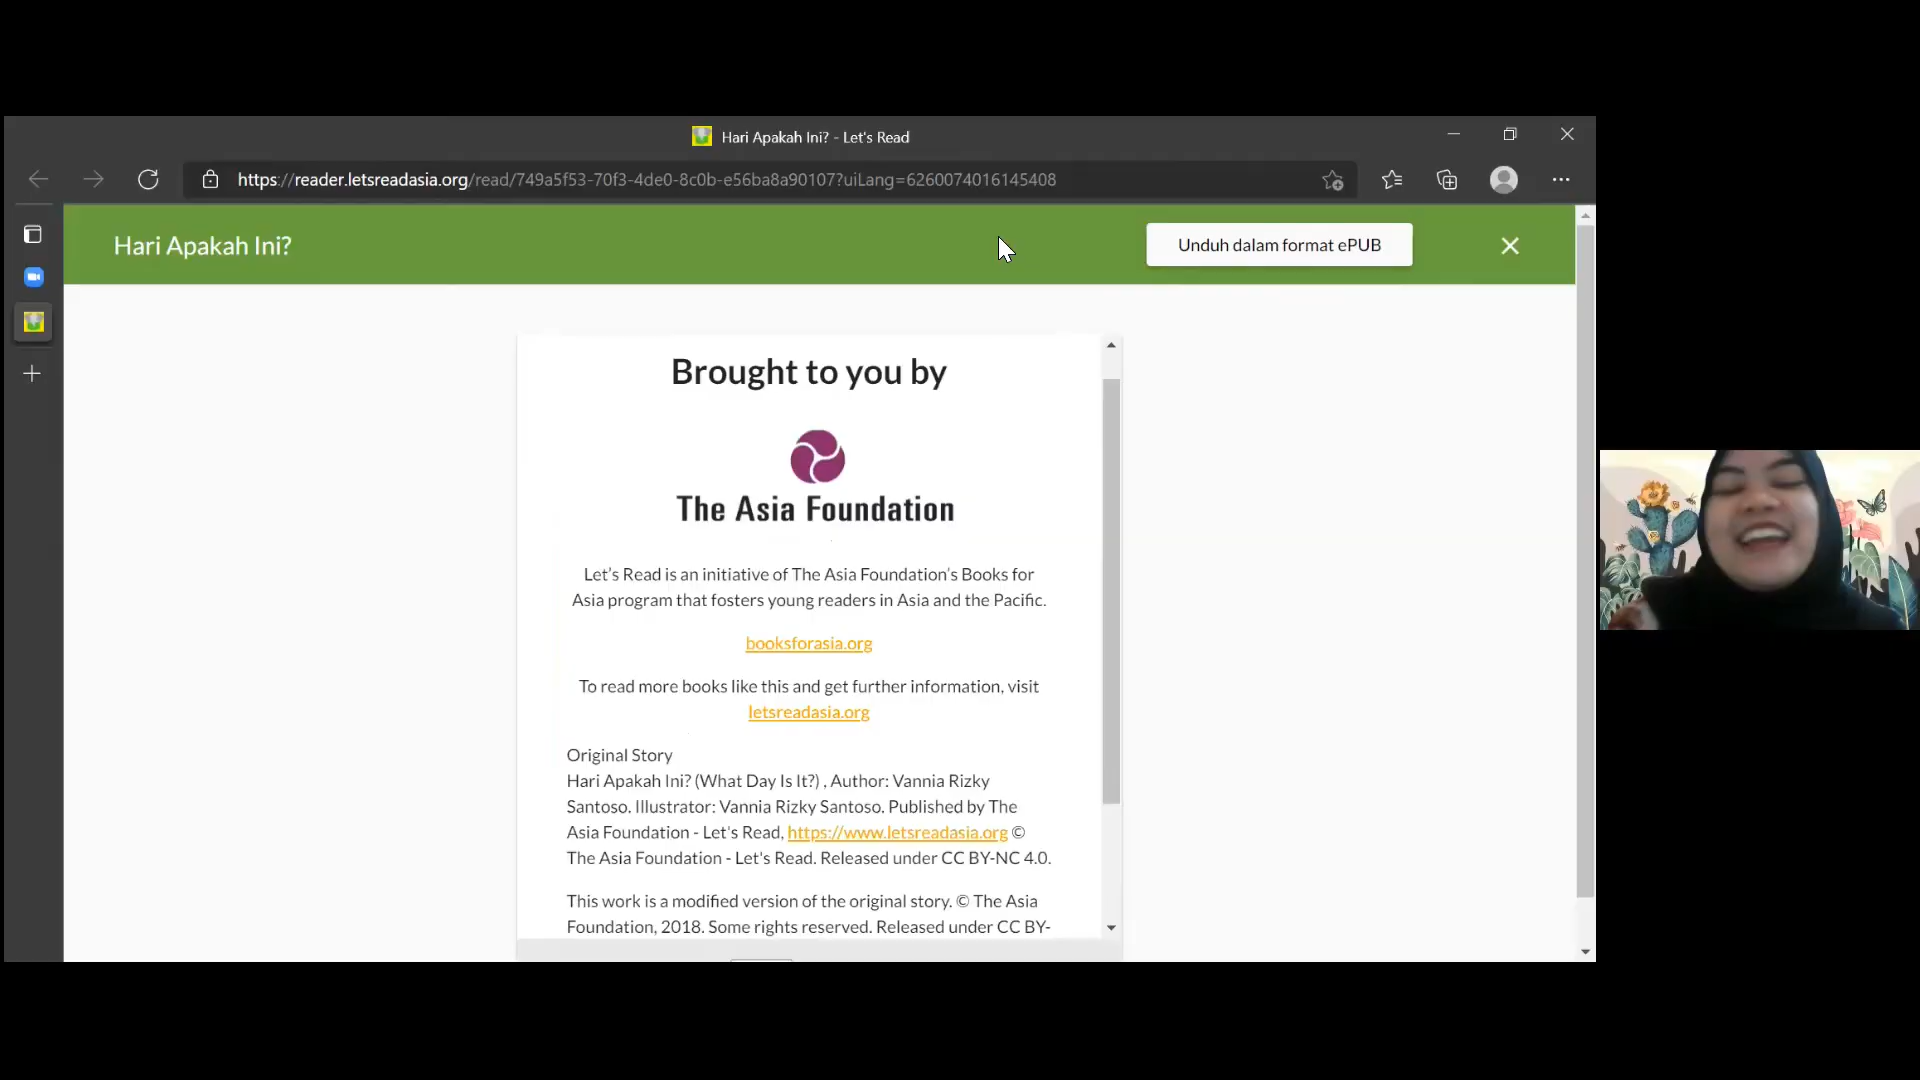 Hari Apakah Ini? - Let's Read
https://reader.letsreadasia.org/read/749a5f53-70f3-4de0-8c0b-e56ba8a90107?uiLang=6260074016145408
Hari Apakah Ini?
Unduh dalam format ePUB
Brought to you by
The Asia Foundation
Let’s Read is an initiative of The Asia Foundation’s Books for
Asia program that fosters young readers in Asia and the Pacific.
booksforasia.org
To read more books like this and get further information, visit
letsreadasia.org
Original Story
Hari Apakah Ini? (What Day Is It?) , Author: Vannia Rizky
Santoso. Illustrator: Vannia Rizky Santoso. Published by The
Asia Foundation - Let's Read, https://www.letsreadasia.org ©
The Asia Foundation - Let's Read. Released under CC BY-NC 4.0.
This work is a modified version of the original story. © The Asia
Foundation, 2018. Some rights reserved. Released under CC BY-